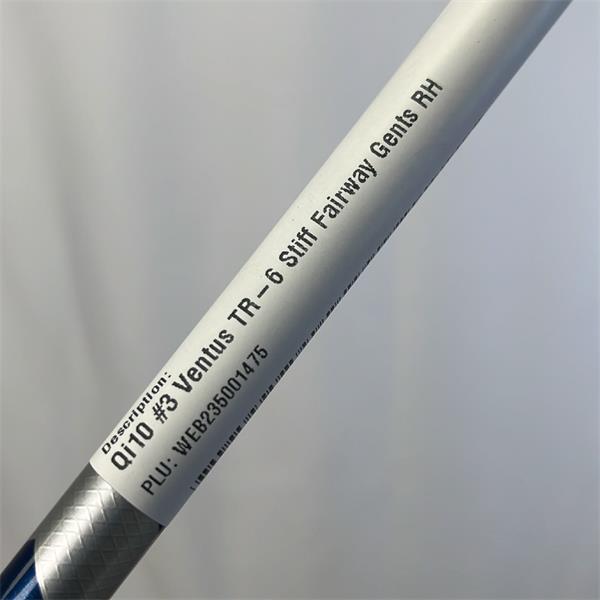 Description:
Qi10 #3 Ventus TR – 6 Stiff Fairway Gents RH
PLU: WEB235001475